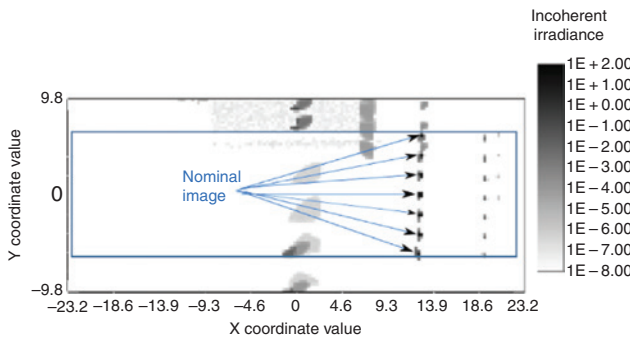 Incoherent
irradiance
1E + 2.00
1E + 1.00
1E + 0.00
1E − 1.00
1E − 2.00
1E − 3.00
1E − 4.00
1E − 5.00
1E − 6.00
1E − 7.00
1E − 8.00
9.8
0
−9.8
Y coordinate value
Nominal
image
−23.2 −18.6 −13.9 −9.3 −4.6 0 4.6 9.3 13.9 18.6 23.2
X coordinate value